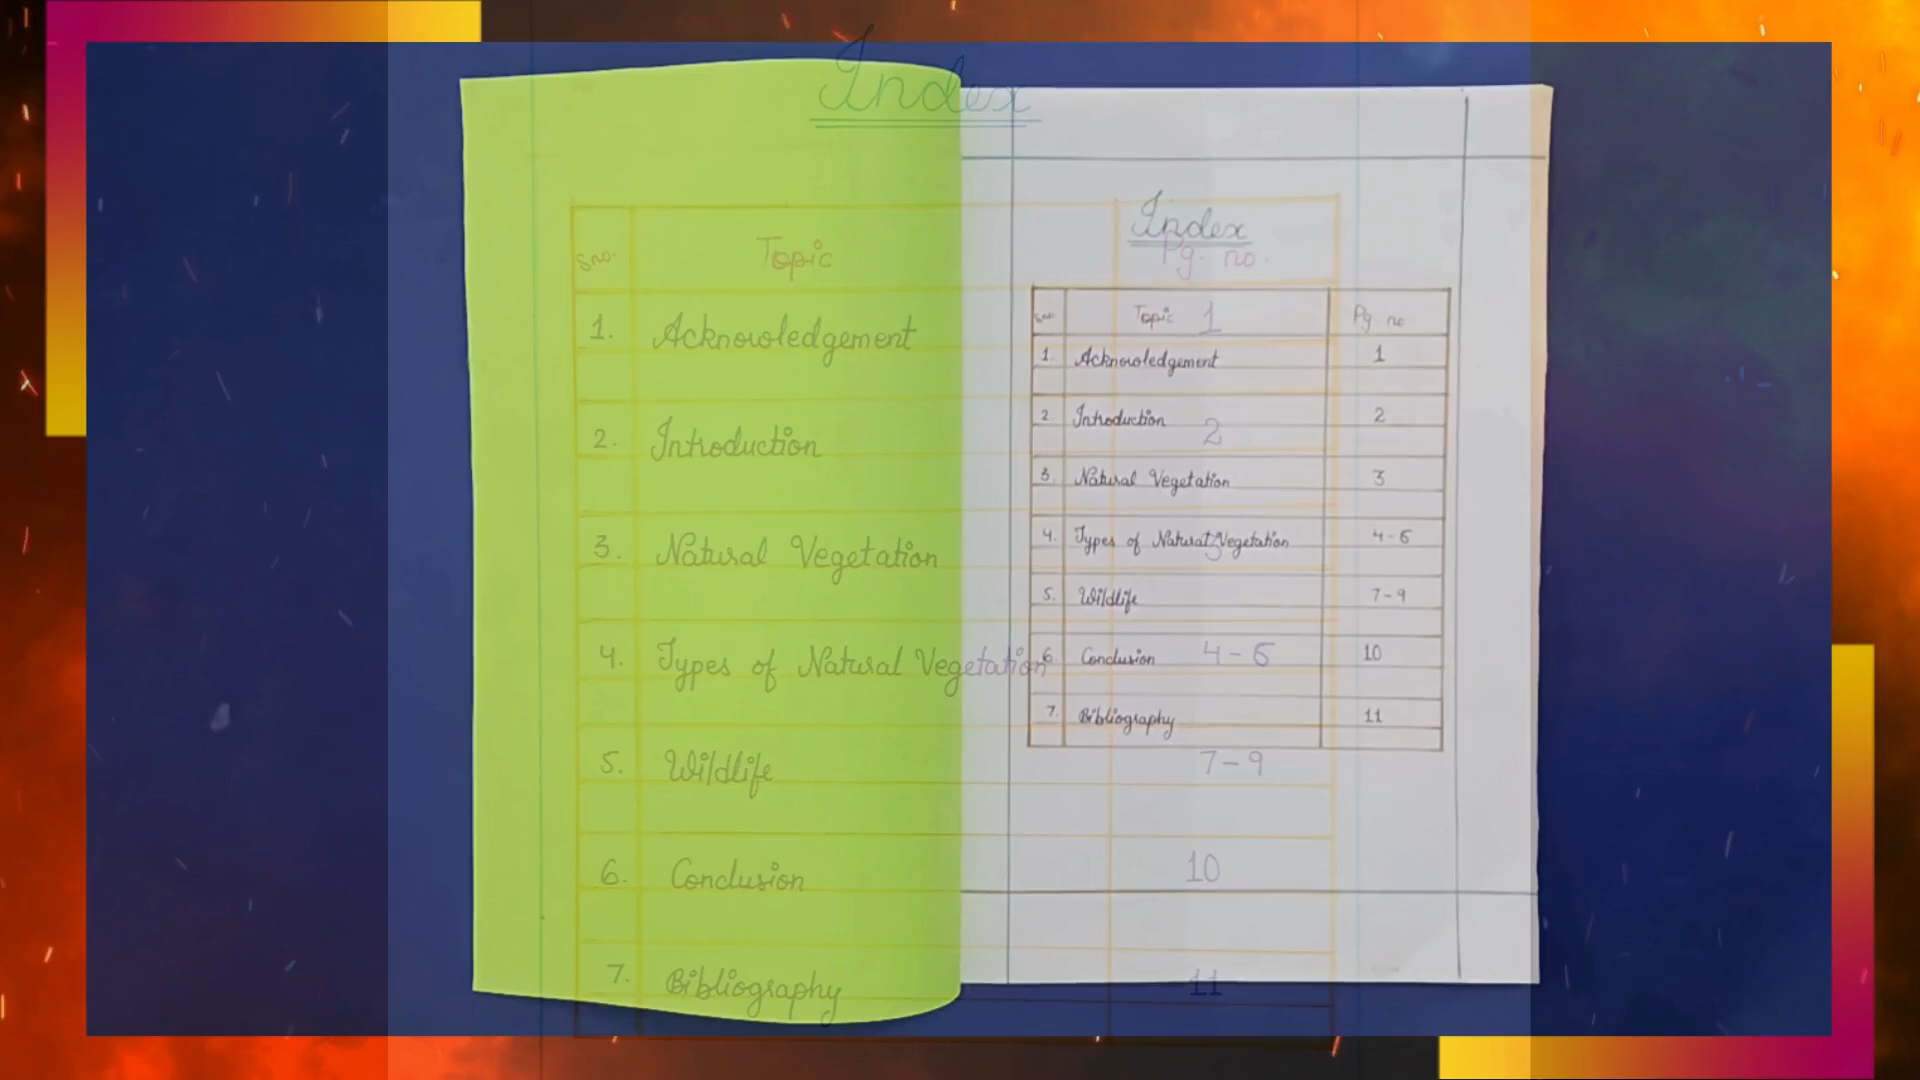 Index
Sno. Topic Pg. no.
1. Acknowledgement 1
2. Introduction 2
3. Natural Vegetation 3
4. Types of Natural Vegetation 4-6
5. Wildlife 7-9
6. Conclusion 10
7. Bibliography 11
Index
Sno Topic Pg. no
1. Acknowledgement 1
2. Introduction 2
3. Natural Vegetation 3
4. Types of Natural Vegetation 4-6
5. Wildlife 7-9
6. Conclusion 10
7. Bibliography 11